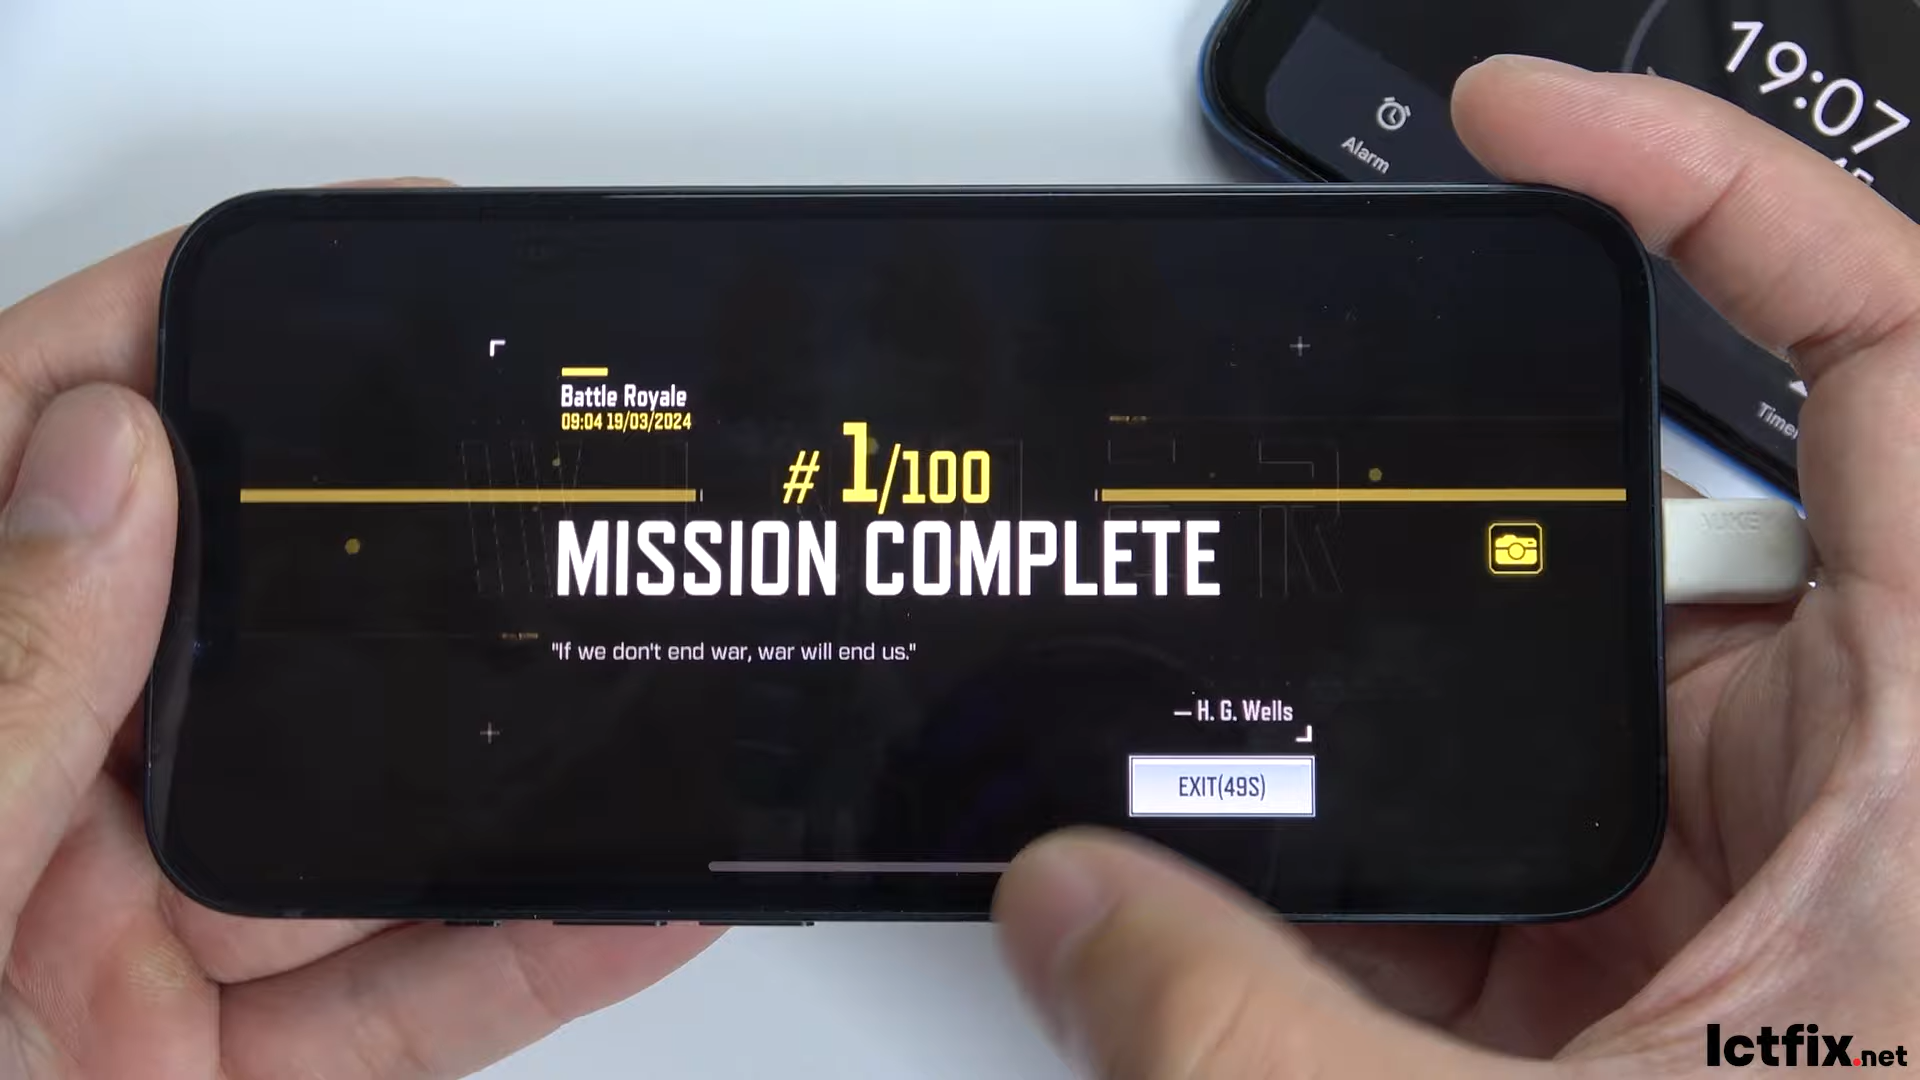 19:07
Alarm
Battle Royale
09:04 19/03/2024
# 1/100
MISSION COMPLETE
"If we don't end war, war will end us."
— H. G. Wells
EXIT(49S)
Timer
Ictfix.net